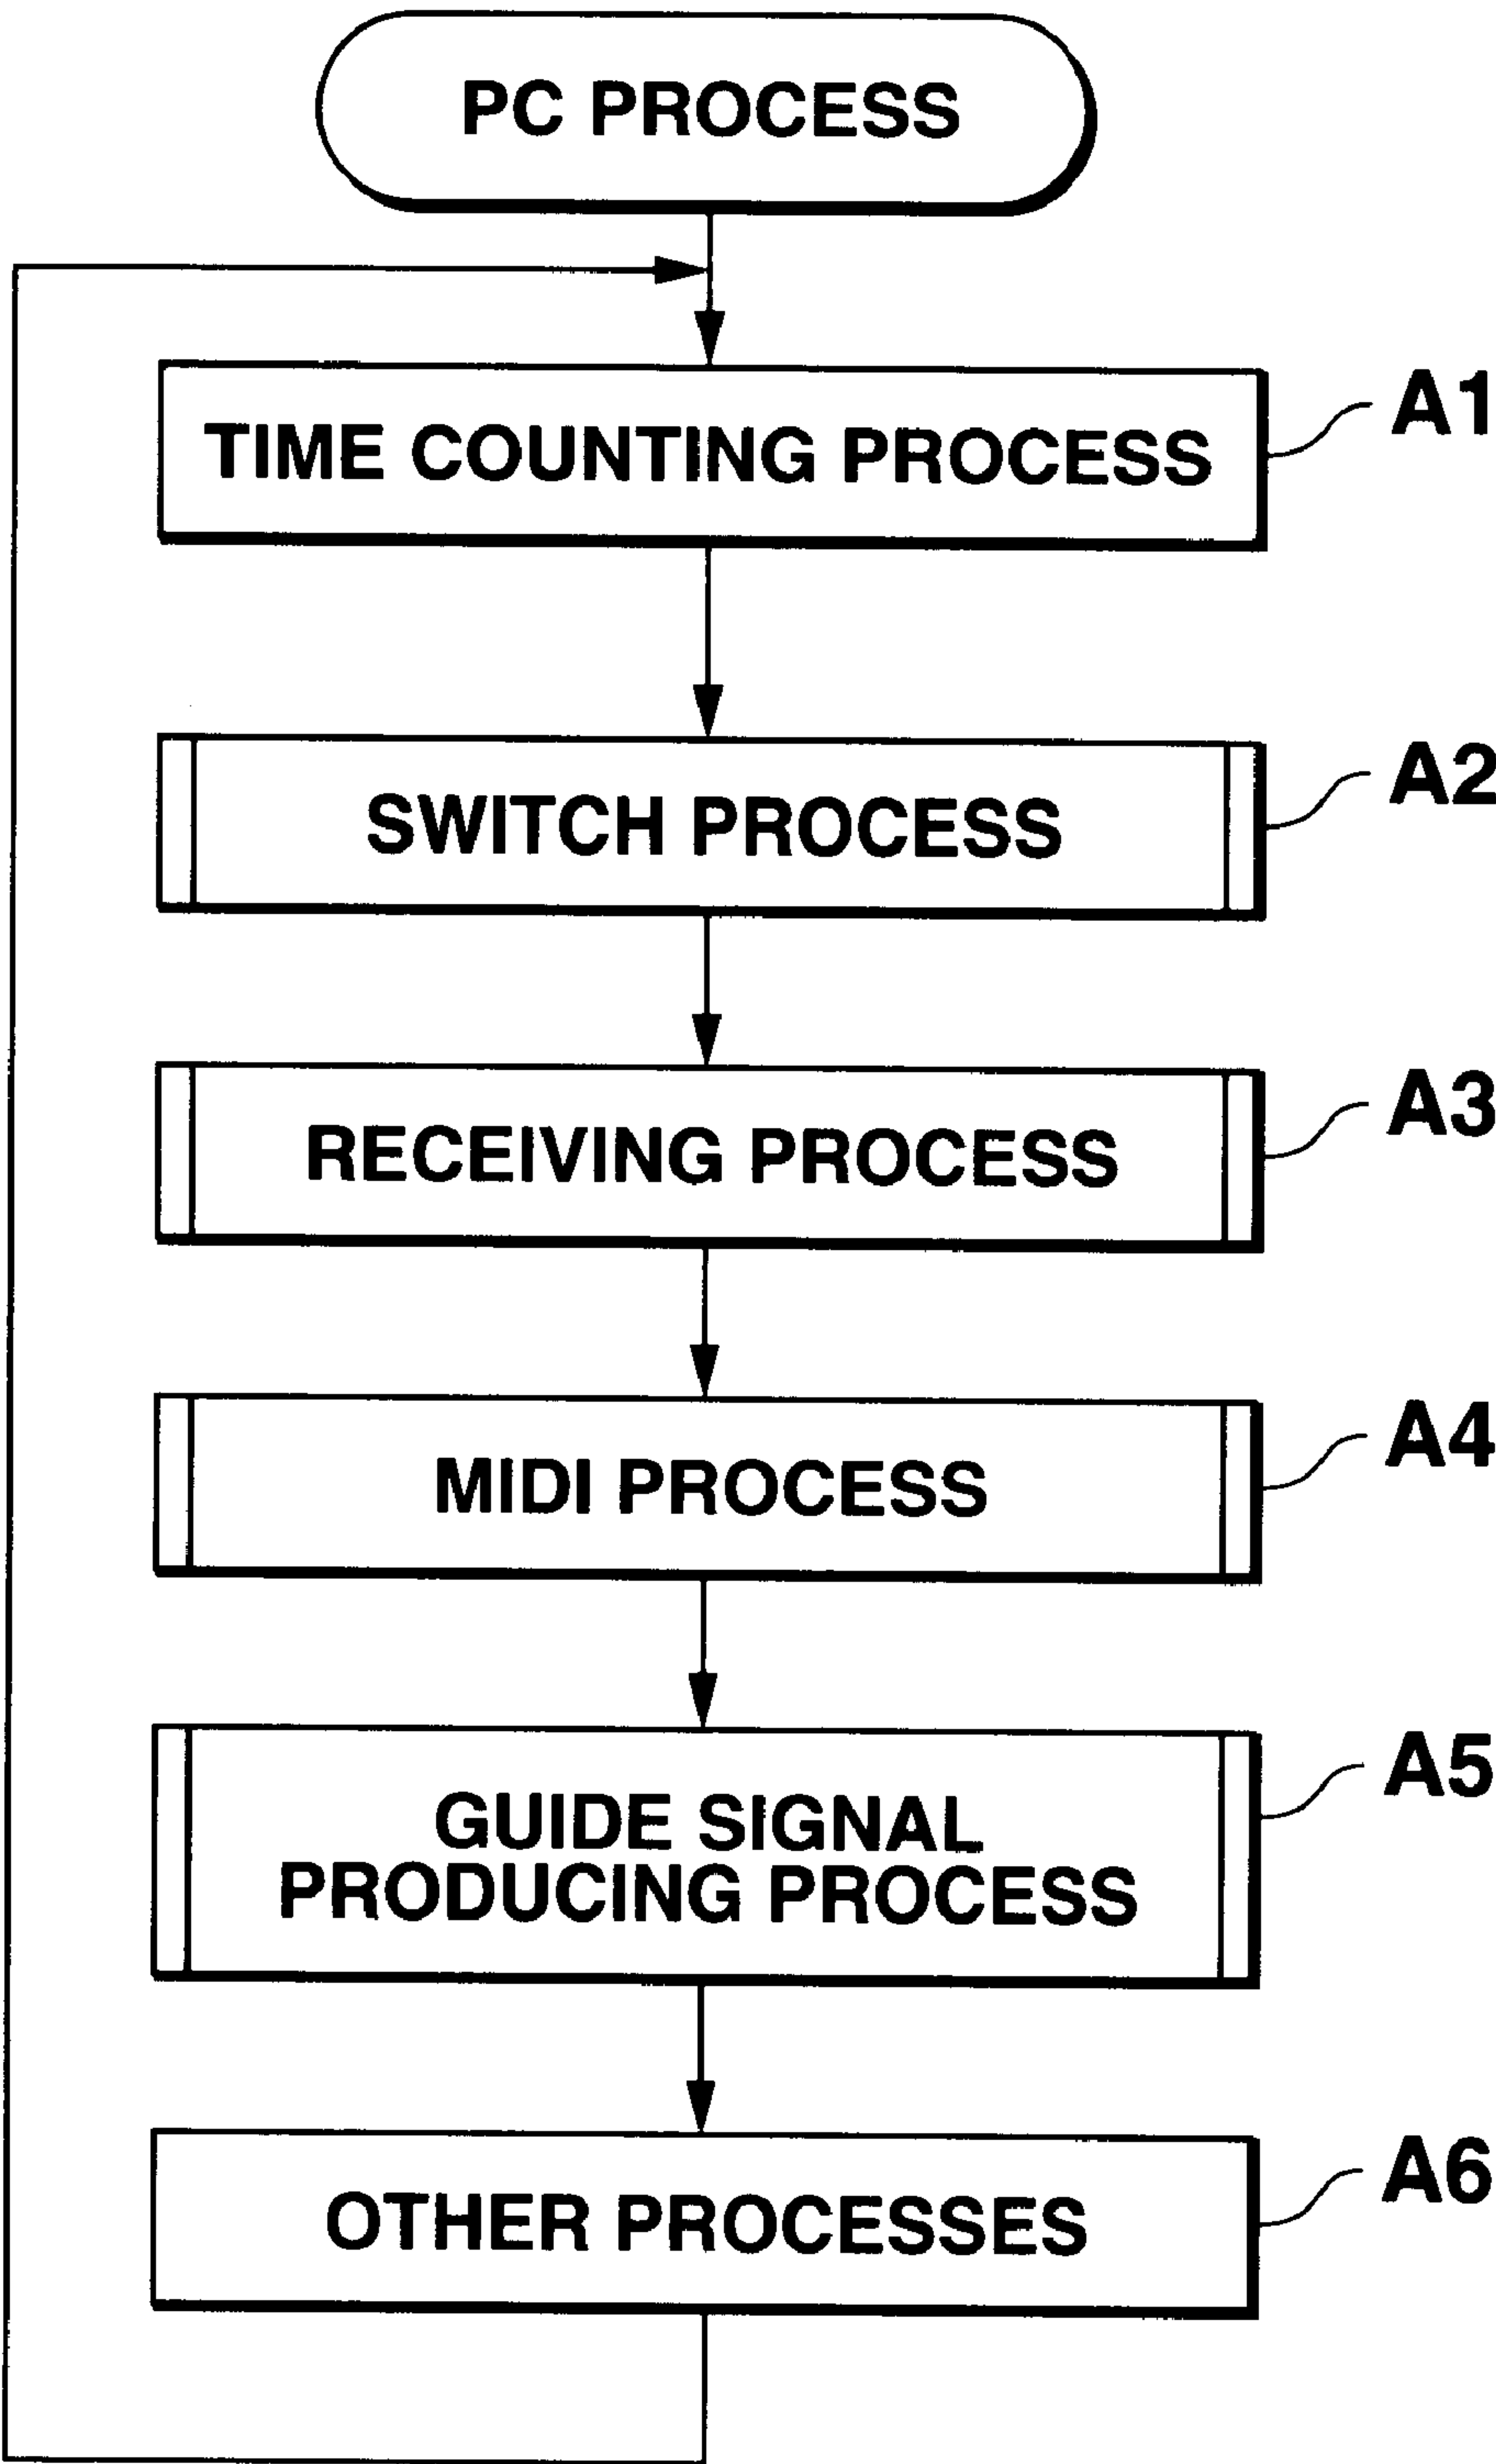 PC PROCESS
TIME COUNTING PROCESS
A1
SWITCH PROCESS
A2
RECEIVING PROCESS
A3
MIDI PROCESS
A4
GUIDE SIGNAL
PRODUCING PROCESS
A5
OTHER PROCESSES
A6